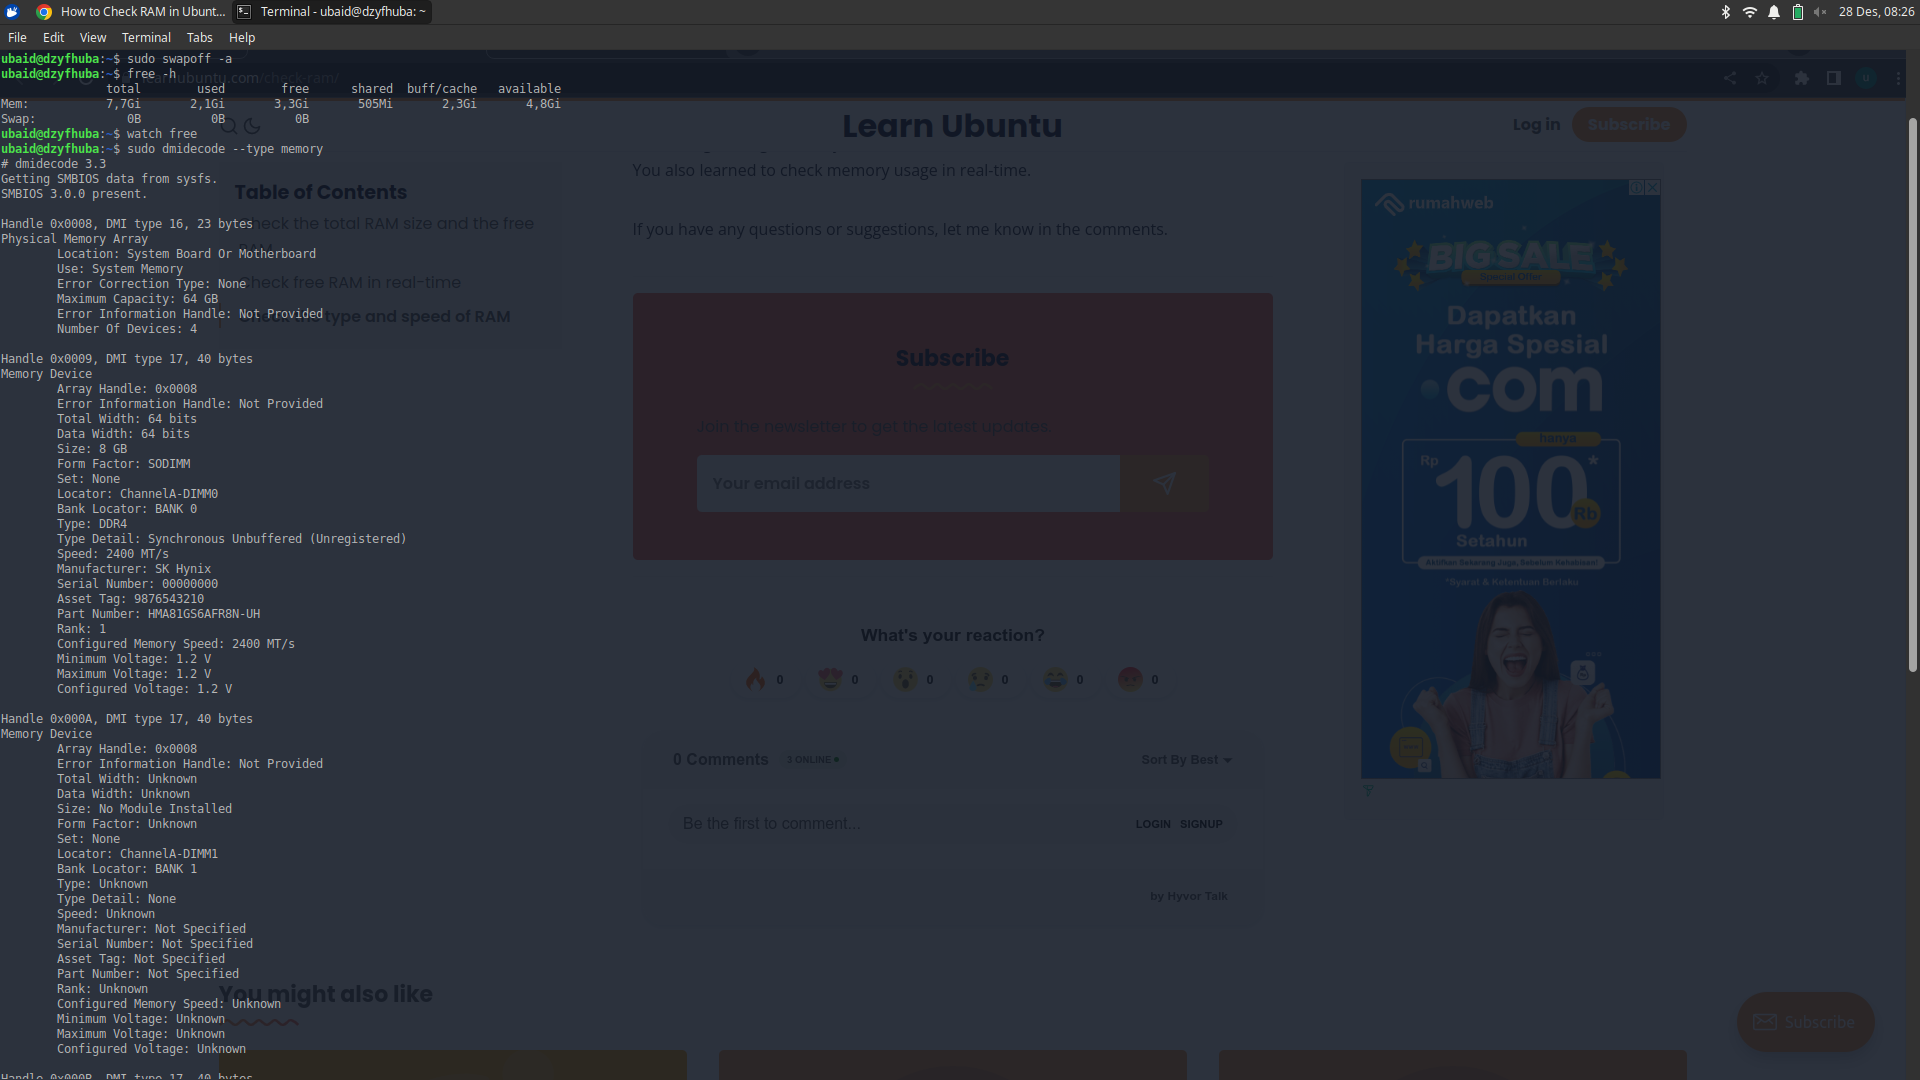 How to Check RAM in Ubunt...
Terminal - ubaid@dzyfhuba: ~
28 Des, 08:26
File Edit View Terminal Tabs Help
ubaid@dzyfhuba:~$ sudo swapoff -a
ubaid@dzyfhuba:~$ free -h
total used free shared buff/cache available
Mem: 7,7Gi 2,1Gi 3,3Gi 505Mi 2,3Gi 4,8Gi
Swap: 0B 0B 0B
ubaid@dzyfhuba:~$ watch free
ubaid@dzyfhuba:~$ sudo dmidecode --type memory
# dmidecode 3.3
Getting SMBIOS data from sysfs.
SMBIOS 3.0.0 present.
Handle 0x0008, DMI type 16, 23 bytes
Physical Memory Array
Location: System Board Or Motherboard
Use: System Memory
Error Correction Type: None
Maximum Capacity: 64 GB
Error Information Handle: Not Provided
Number Of Devices: 4
Handle 0x0009, DMI type 17, 40 bytes
Memory Device
Array Handle: 0x0008
Error Information Handle: Not Provided
Total Width: 64 bits
Data Width: 64 bits
Size: 8 GB
Form Factor: SODIMM
Set: None
Locator: ChannelA-DIMM0
Bank Locator: BANK 0
Type: DDR4
Type Detail: Synchronous Unbuffered (Unregistered)
Speed: 2400 MT/s
Manufacturer: SK Hynix
Serial Number: 00000000
Asset Tag: 9876543210
Part Number: HMA81GS6AFR8N-UH
Rank: 1
Configured Memory Speed: 2400 MT/s
Minimum Voltage: 1.2 V
Maximum Voltage: 1.2 V
Configured Voltage: 1.2 V
Handle 0x000A, DMI type 17, 40 bytes
Memory Device
Array Handle: 0x0008
Error Information Handle: Not Provided
Total Width: Unknown
Data Width: Unknown
Size: No Module Installed
Form Factor: Unknown
Set: None
Locator: ChannelA-DIMM1
Bank Locator: BANK 1
Type: Unknown
Type Detail: None
Speed: Unknown
Manufacturer: Not Specified
Serial Number: Not Specified
Asset Tag: Not Specified
Part Number: Not Specified
Rank: Unknown
Configured Memory Speed: Unknown
Minimum Voltage: Unknown
Maximum Voltage: Unknown
Configured Voltage: Unknown
Handle 0x000B, DMI type 17, 40 bytes
learnubuntu.com/check-ram/
Learn Ubuntu
Log in
Subscribe
Table of Contents
Check the total RAM size and the free
RAM
Check free RAM in real-time
Check the type and speed of RAM
You also learned to check memory usage in real-time.
If you have any questions or suggestions, let me know in the comments.
Subscribe
Join the newsletter to get the latest updates.
Your email address
What's your reaction?
0 0 0 0 0 0
0 Comments
3 ONLINE
Sort By Best
Be the first to comment...
LOGIN SIGNUP
by Hyvor Talk
You might also like
Subscribe
rumahweb
BIG SALE
Special Offer
Dapatkan
Harga Spesial
.com
hanya
Rp 100 * Rb
Setahun
Aktifkan Sekarang Juga, Sebelum Kehabisan!
*Syarat & Ketentuan Berlaku